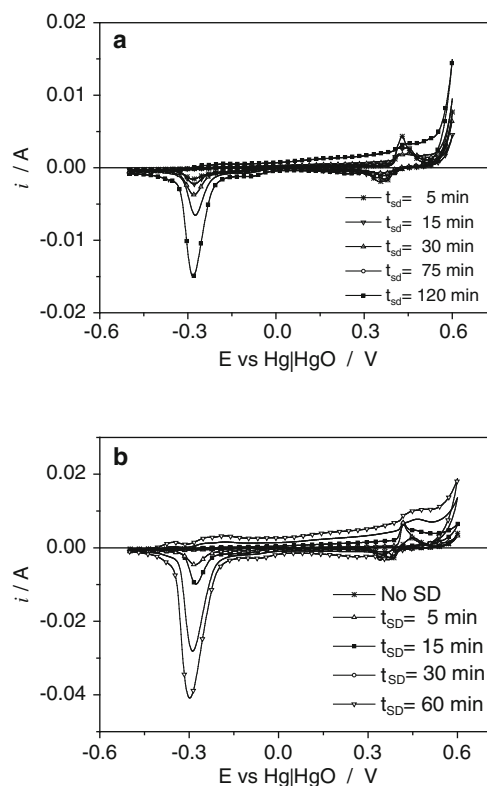 a
0.02
0.01
0.00
-0.01
-0.02
i / A
t_sd= 5 min
t_sd= 15 min
t_sd= 30 min
t_sd= 75 min
t_sd= 120 min
-0.6 -0.3 0.0 0.3 0.6
E vs Hg|HgO / V
b
0.02
0.00
-0.02
-0.04
i / A
No SD
t_SD= 5 min
t_SD= 15 min
t_SD= 30 min
t_SD= 60 min
-0.6 -0.3 0.0 0.3 0.6
E vs Hg|HgO / V